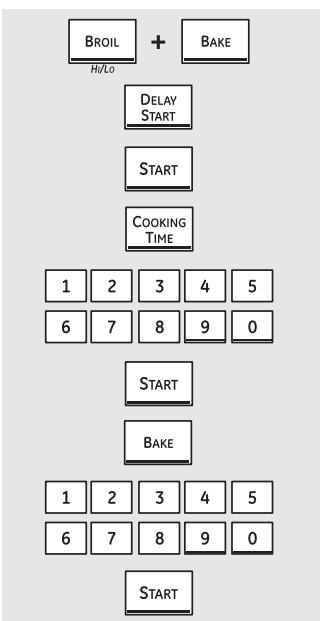 BROIL + BAKE
Hi/Lo
DELAY
START
START
COOKING
TIME
1 2 3 4 5
6 7 8 9 0
START
BAKE
1 2 3 4 5
6 7 8 9 0
START